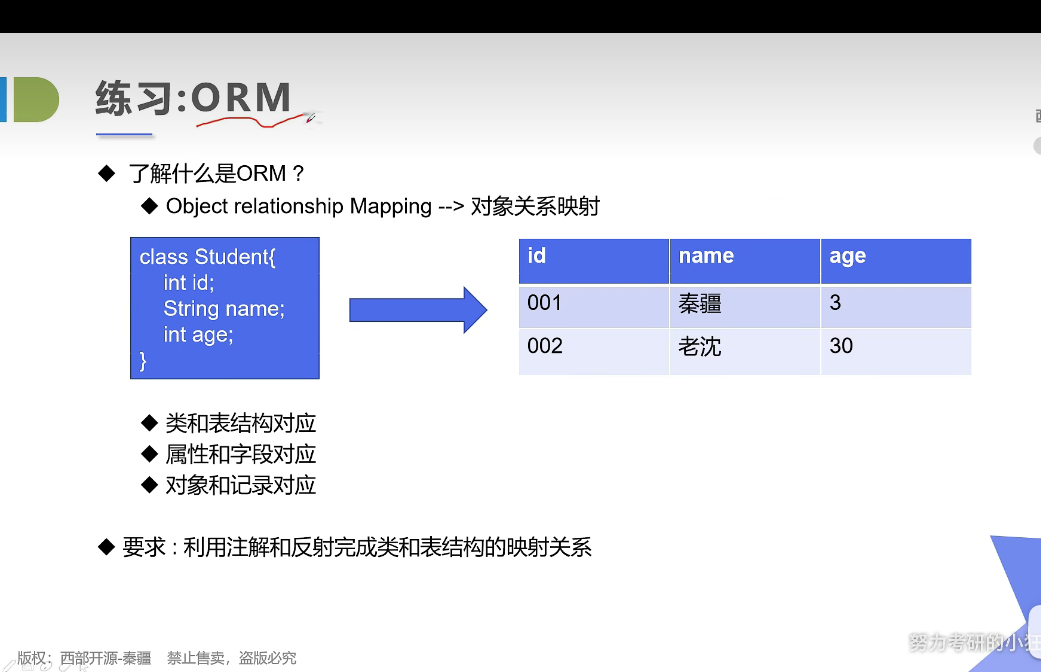 练习:ORM
◆ 了解什么是ORM？
◆ Object relationship Mapping --> 对象关系映射
class Student{
int id;
String name;
int age;
}
id name age
001 秦疆 3
002 老沈 30
◆ 类和表结构对应
◆ 属性和字段对应
◆ 对象和记录对应
◆ 要求 : 利用注解和反射完成类和表结构的映射关系
努力考研的小狂
版权：西部开源-秦疆 禁止售卖，盗版必究